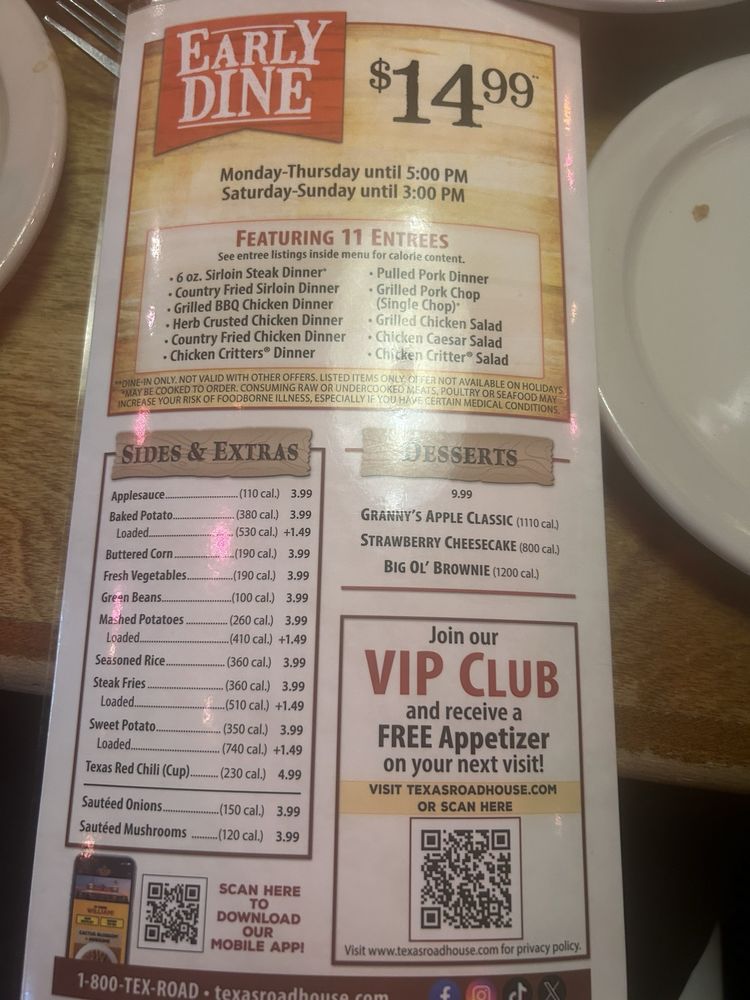 EARLY
DINE
$14.99**
Monday-Thursday until 5:00 PM
Saturday-Sunday until 3:00 PM
FEATURING 11 ENTREES
See entree listings inside menu for calorie content.
• 6 oz. Sirloin Steak Dinner*
• Country Fried Sirloin Dinner
• Grilled BBQ Chicken Dinner
• Herb Crusted Chicken Dinner
• Country Fried Chicken Dinner
• Chicken Critters® Dinner
• Pulled Pork Dinner
• Grilled Pork Chop
(Single Chop)*
• Grilled Chicken Salad
• Chicken Caesar Salad
• Chicken Critter® Salad
**DINE-IN ONLY. NOT VALID WITH OTHER OFFERS. LISTED ITEMS ONLY. OFFER NOT AVAILABLE ON HOLIDAYS.
*MAY BE COOKED TO ORDER. CONSUMING RAW OR UNDERCOOKED MEATS, POULTRY OR SEAFOOD MAY
INCREASE YOUR RISK OF FOODBORNE ILLNESS, ESPECIALLY IF YOU HAVE CERTAIN MEDICAL CONDITIONS.
SIDES & EXTRAS
Applesauce (110 cal.) 3.99
Baked Potato (380 cal.) 3.99
Loaded (530 cal.) +1.49
Buttered Corn (190 cal.) 3.99
Fresh Vegetables (190 cal.) 3.99
Green Beans (100 cal.) 3.99
Mashed Potatoes (260 cal.) 3.99
Loaded (410 cal.) +1.49
Seasoned Rice (360 cal.) 3.99
Steak Fries (360 cal.) 3.99
Loaded (510 cal.) +1.49
Sweet Potato (350 cal.) 3.99
Loaded (740 cal.) +1.49
Texas Red Chili (Cup) (230 cal.) 4.99
Sautéed Onions (150 cal.) 3.99
Sautéed Mushrooms (120 cal.) 3.99
DESSERTS
9.99
GRANNY'S APPLE CLASSIC (1110 cal.)
STRAWBERRY CHEESECAKE (800 cal.)
BIG OL' BROWNIE (1200 cal.)
Join our
VIP CLUB
and receive a
FREE Appetizer
on your next visit!
VISIT TEXASROADHOUSE.COM
OR SCAN HERE
Visit www.texasroadhouse.com for privacy policy.
WILLIAM!
SCAN HERE
TO
DOWNLOAD
OUR
MOBILE APP!
1-800-TEX-ROAD • texasroadhouse.com